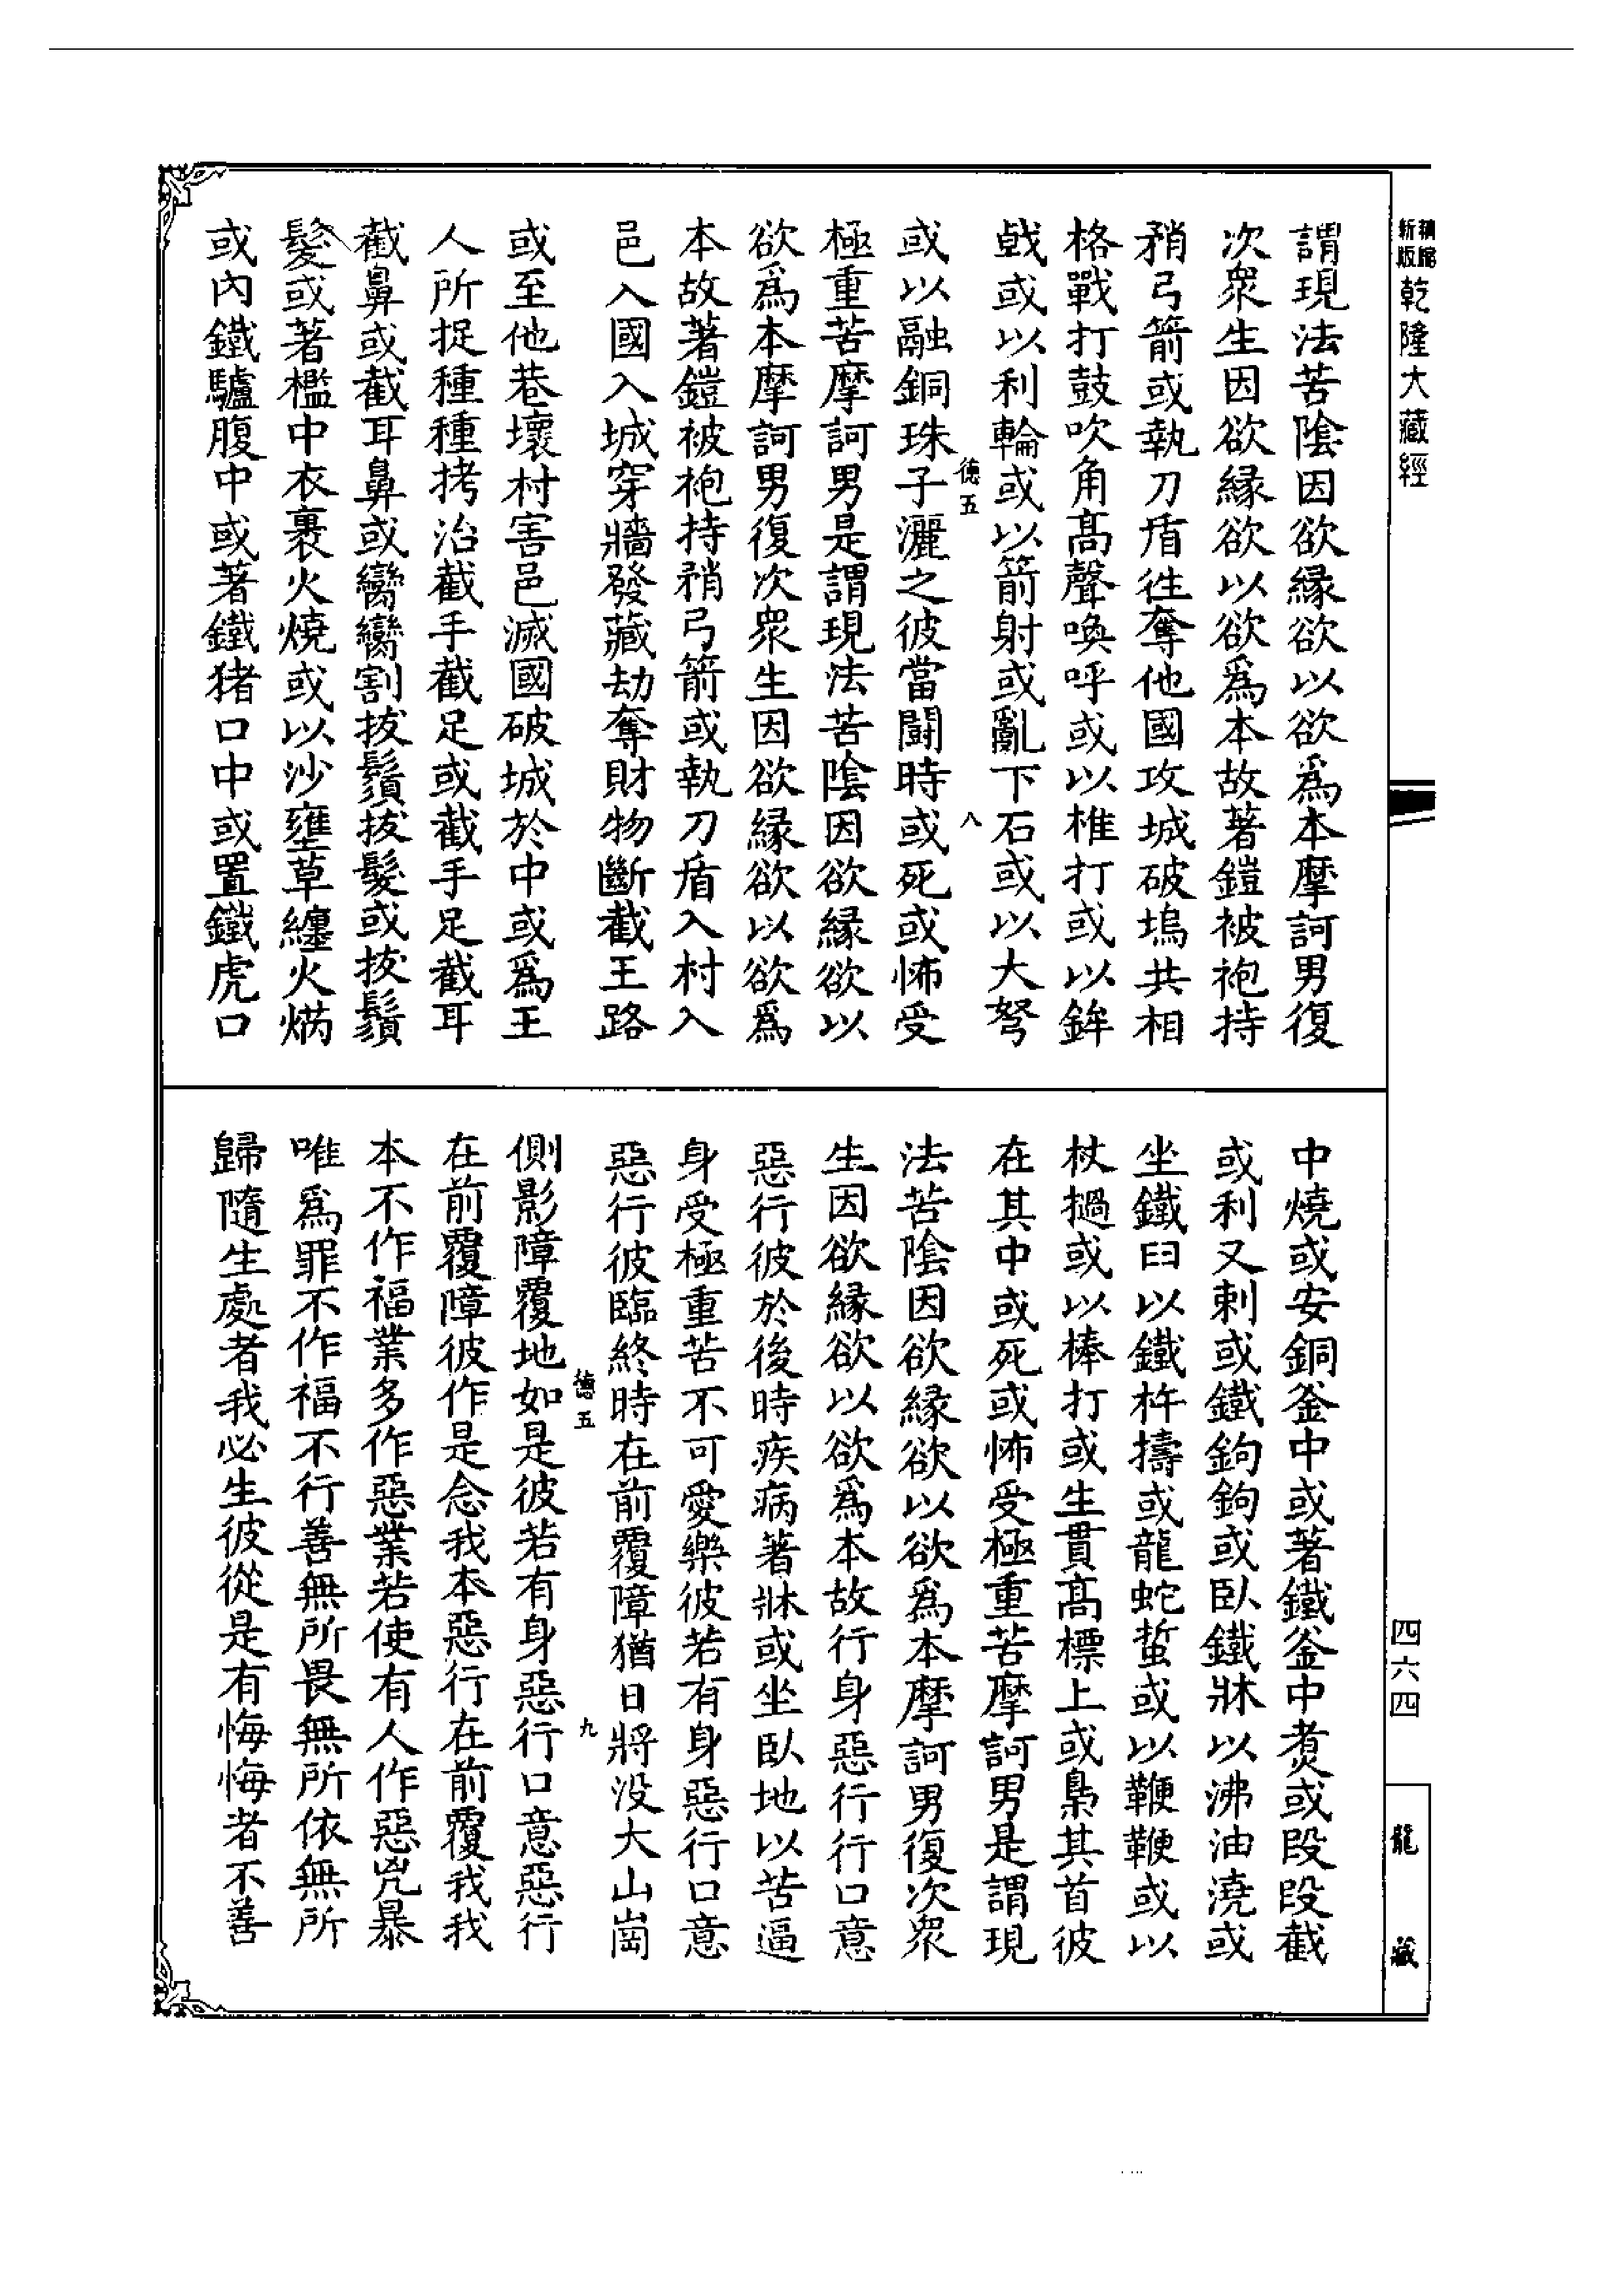 新版
縮
乾隆大藏經
謂現法苦陰因欲緣欲以欲爲本摩訶男復
次衆生因欲緣欲以欲爲本故著鎧被袍持
矟弓箭或執刀盾徃奪他國攻城破塢共相
格戰打鼓吹角髙聲喚呼或以椎打或以鉾
戟或以利輪或以箭射或亂下石或以大弩
德五
八
或以融銅珠子灑之彼當鬪時或死或怖受
極重苦摩訶男是謂現法苦陰因欲緣欲以
欲爲本摩訶男復次衆生因欲緣欲以欲爲
本故著鎧被袍持矟弓箭或執刀盾入村入
邑入國入城穿牆發藏劫奪財物斷截王路
或至他巷壞村害邑滅國破城於中或爲王
人所捉種種拷治截手截足或截手足截耳
截鼻或截耳鼻或臠臠割拔鬚拔髮或拔鬚
髮或著檻中衣裹火燒或以沙壅草纏火焫
或內鐵驢腹中或著鐵猪口中或置鐵虎口
中燒或安銅釜中或著鐵釜中煑或段段截
或利叉刺或鐵鉤鉤或臥鐵牀以沸油澆或
坐鐵臼以鐵杵擣或龍蛇蜇或以鞭鞭或以
杖撾或以棒打或生貫髙標上或梟其首彼
在其中或死或怖受極重苦摩訶男是謂現
法苦陰因欲緣欲以欲爲本摩訶男復次衆
生因欲緣欲以欲爲本故行身惡行行口意
惡行彼於後時疾病著牀或坐臥地以苦逼
身受極重苦不可愛樂彼若有身惡行口意
惡行彼臨終時在前覆障猶日將没大山崗
德五
九
側影障覆地如是彼若有身惡行口意惡行
在前覆障彼作是念我本惡行在前覆我我
本不作福業多作惡業若使有人作惡兇暴
唯爲罪不作福不行善無所畏無所依無所
歸隨生處者我必生彼從是有悔悔者不善
四六四
龍藏